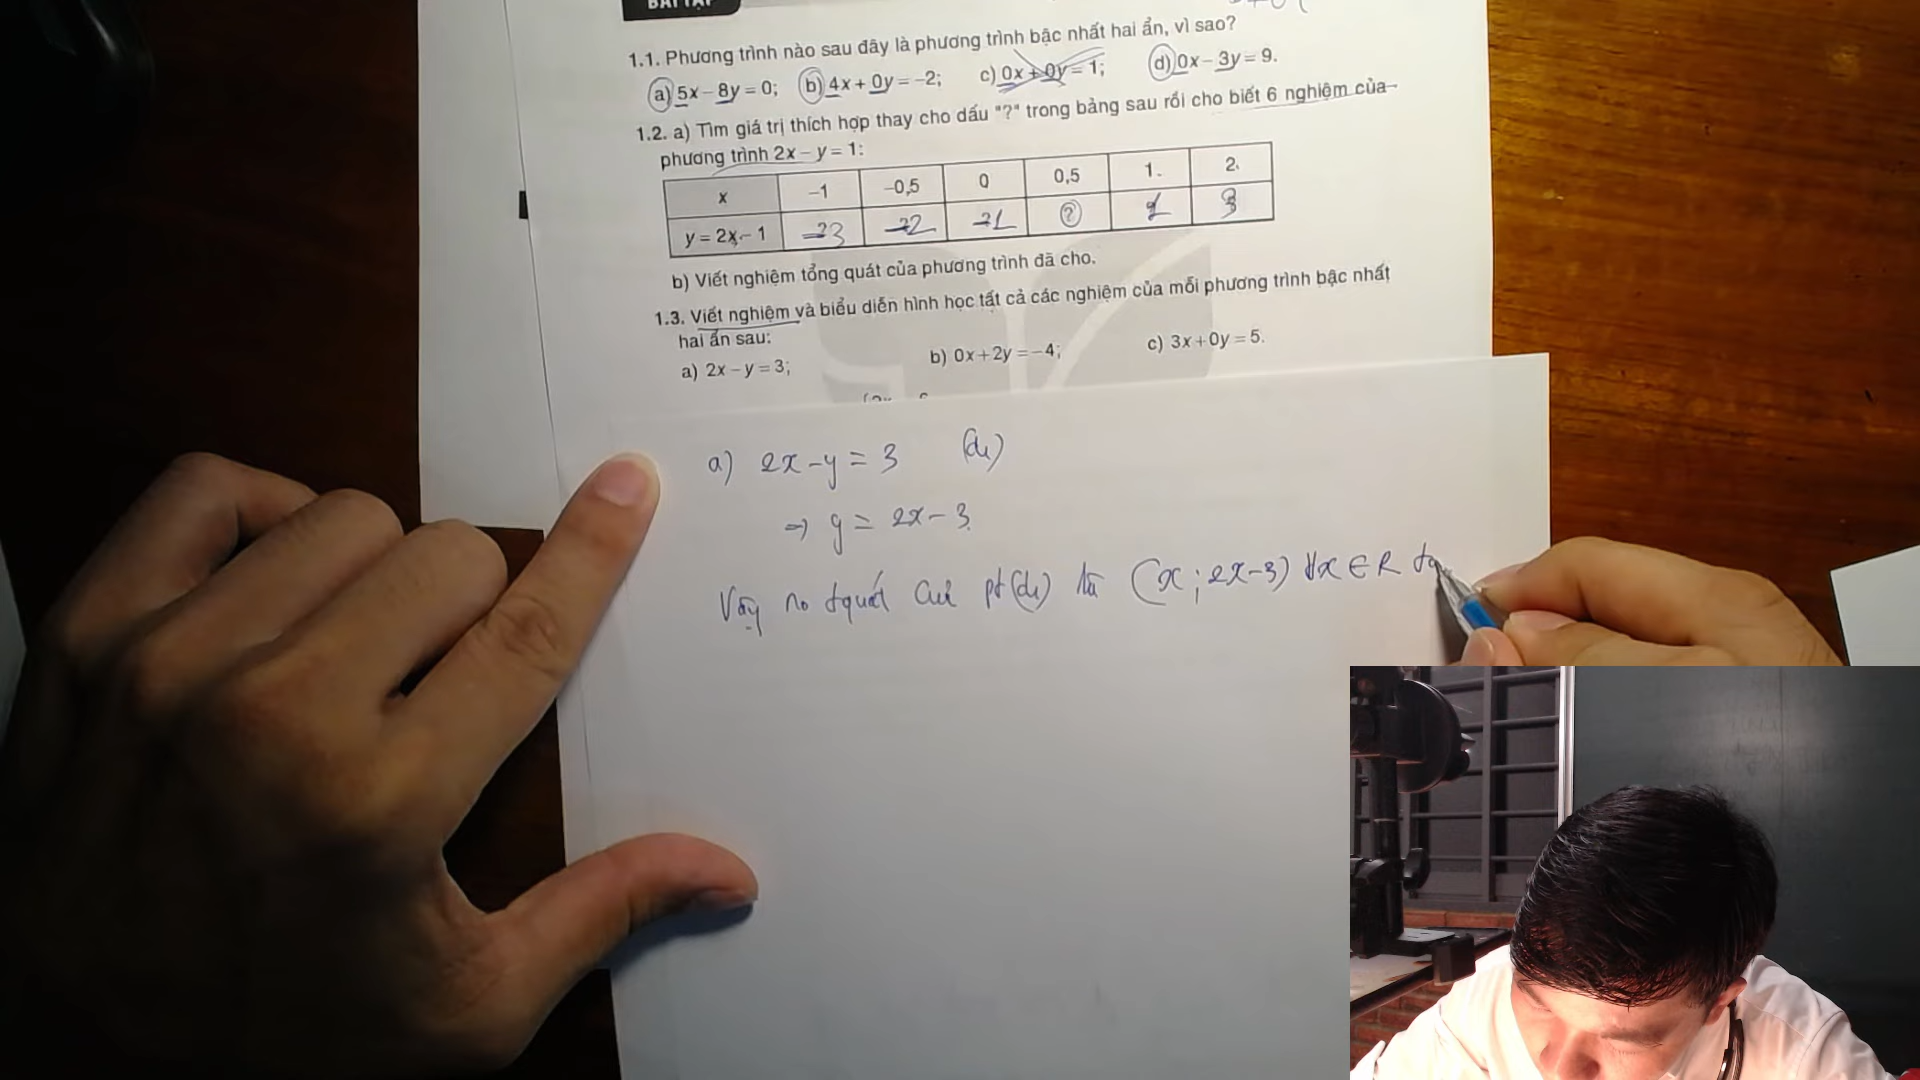 BÀI TẬP
1.1. Phương trình nào sau đây là phương trình bậc nhất hai ẩn, vì sao?
a) 5x – 8y = 0; b) 4x + 0y = –2; c) 0x + 0y = 1; d) 0x – 3y = 9.
1.2. a) Tìm giá trị thích hợp thay cho dấu "?" trong bảng sau rồi cho biết 6 nghiệm của
phương trình 2x – y = 1:
x –1 –0,5 0 0,5 1 2
y = 2x – 1 –3 –2 –1 ? 1 3
b) Viết nghiệm tổng quát của phương trình đã cho.
1.3. Viết nghiệm và biểu diễn hình học tất cả các nghiệm của mỗi phương trình bậc nhất
hai ẩn sau:
a) 2x – y = 3; b) 0x + 2y = –4; c) 3x + 0y = 5.
a) 2x – y = 3 (d₁)
⇒ y = 2x – 3
Vậy no tquát của pt (d₁) là (x ; 2x – 3) ∀x ∈ R